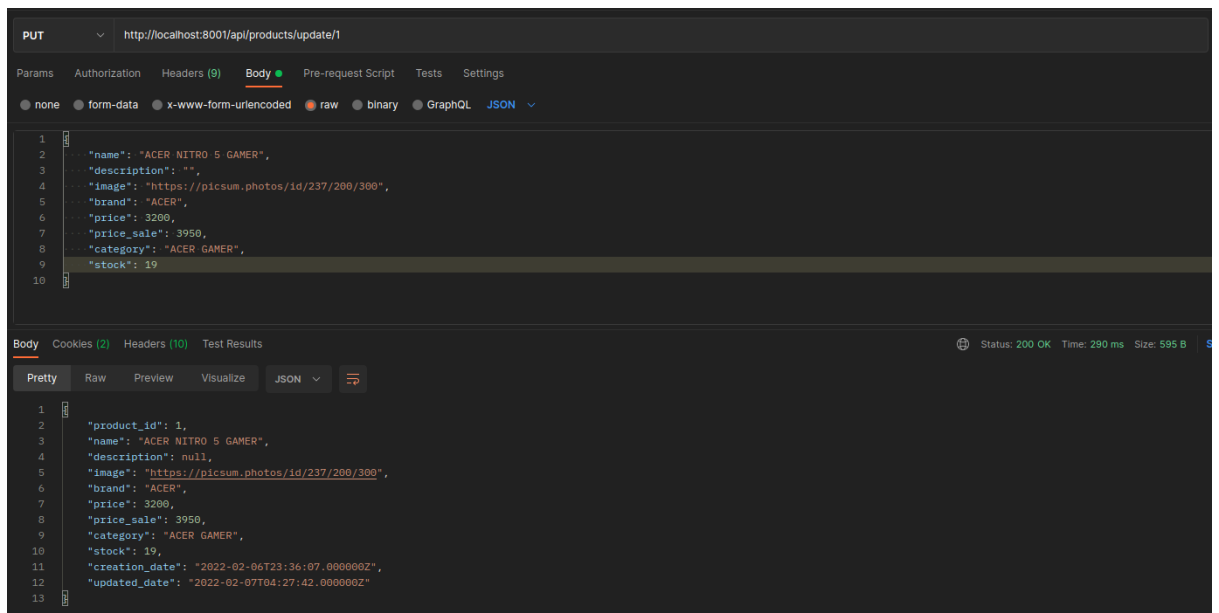 PUT http://localhost:8001/api/products/update/1
Params Authorization Headers (9) Body Pre-request Script Tests Settings
none form-data x-www-form-urlencoded raw binary GraphQL JSON
1 {
2 "name": "ACER NITRO 5 GAMER",
3 "description": "",
4 "image": "https://picsum.photos/id/237/200/300",
5 "brand": "ACER",
6 "price": 3200,
7 "price_sale": 3950,
8 "category": "ACER GAMER",
9 "stock": 19
10 }
Body Cookies (2) Headers (10) Test Results Status: 200 OK Time: 290 ms Size: 595 B S
Pretty Raw Preview Visualize JSON
1 {
2 "product_id": 1,
3 "name": "ACER NITRO 5 GAMER",
4 "description": null,
5 "image": "https://picsum.photos/id/237/200/300",
6 "brand": "ACER",
7 "price": 3200,
8 "price_sale": 3950,
9 "category": "ACER GAMER",
10 "stock": 19,
11 "creation_date": "2022-02-06T23:36:07.000000Z",
12 "updated_date": "2022-02-07T04:27:42.000000Z"
13 }